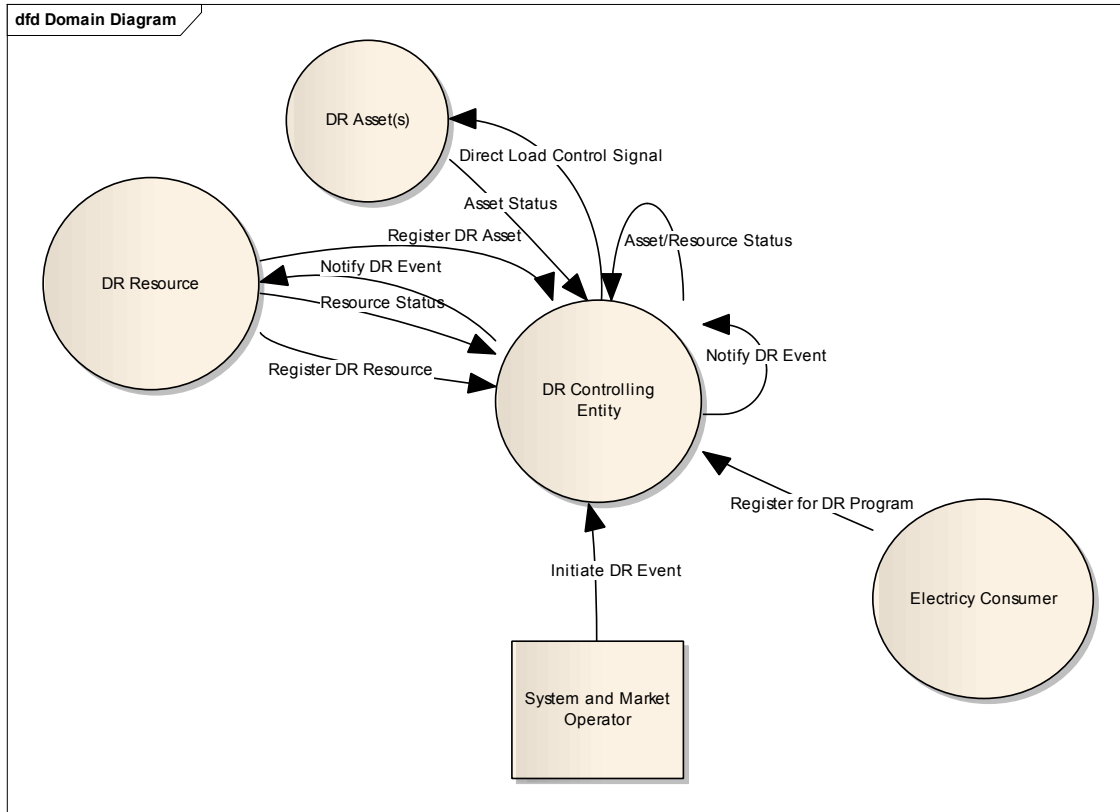 dfd Domain Diagram
DR Asset(s)
Direct Load Control Signal
Asset Status
Register DR Asset
Asset/Resource Status
Notify DR Event
DR Resource
Resource Status
Notify DR Event
Register DR Resource
DR Controlling
Entity
Register for DR Program
Initiate DR Event
Electricy Consumer
System and Market
Operator